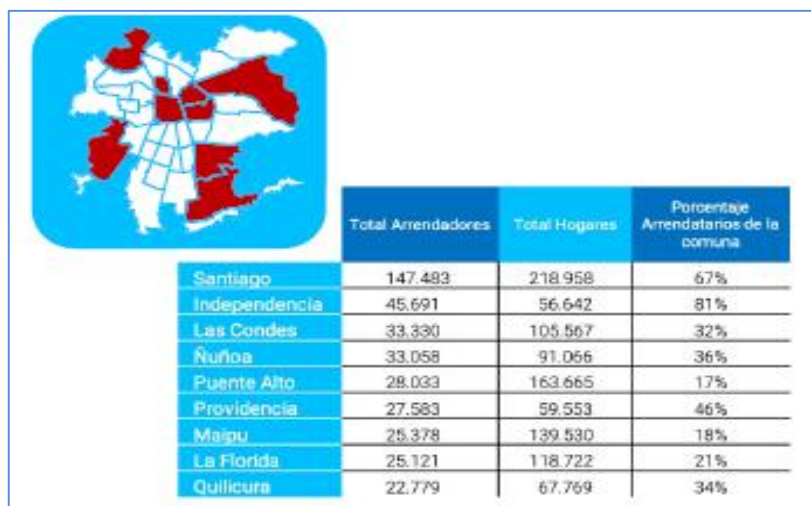 Total Arrendadores Total Hogares Porcentaje Arrendatarios de la comuna
Santiago 147.483 218.958 67%
Independencia 45.691 56.642 81%
Las Condes 33.330 105.567 32%
Ñuñoa 33.058 91.066 36%
Puente Alto 28.033 163.665 17%
Providencia 27.583 59.553 46%
Maipu 25.378 139.530 18%
La Florida 25.121 118.722 21%
Quilicura 22.779 67.769 34%